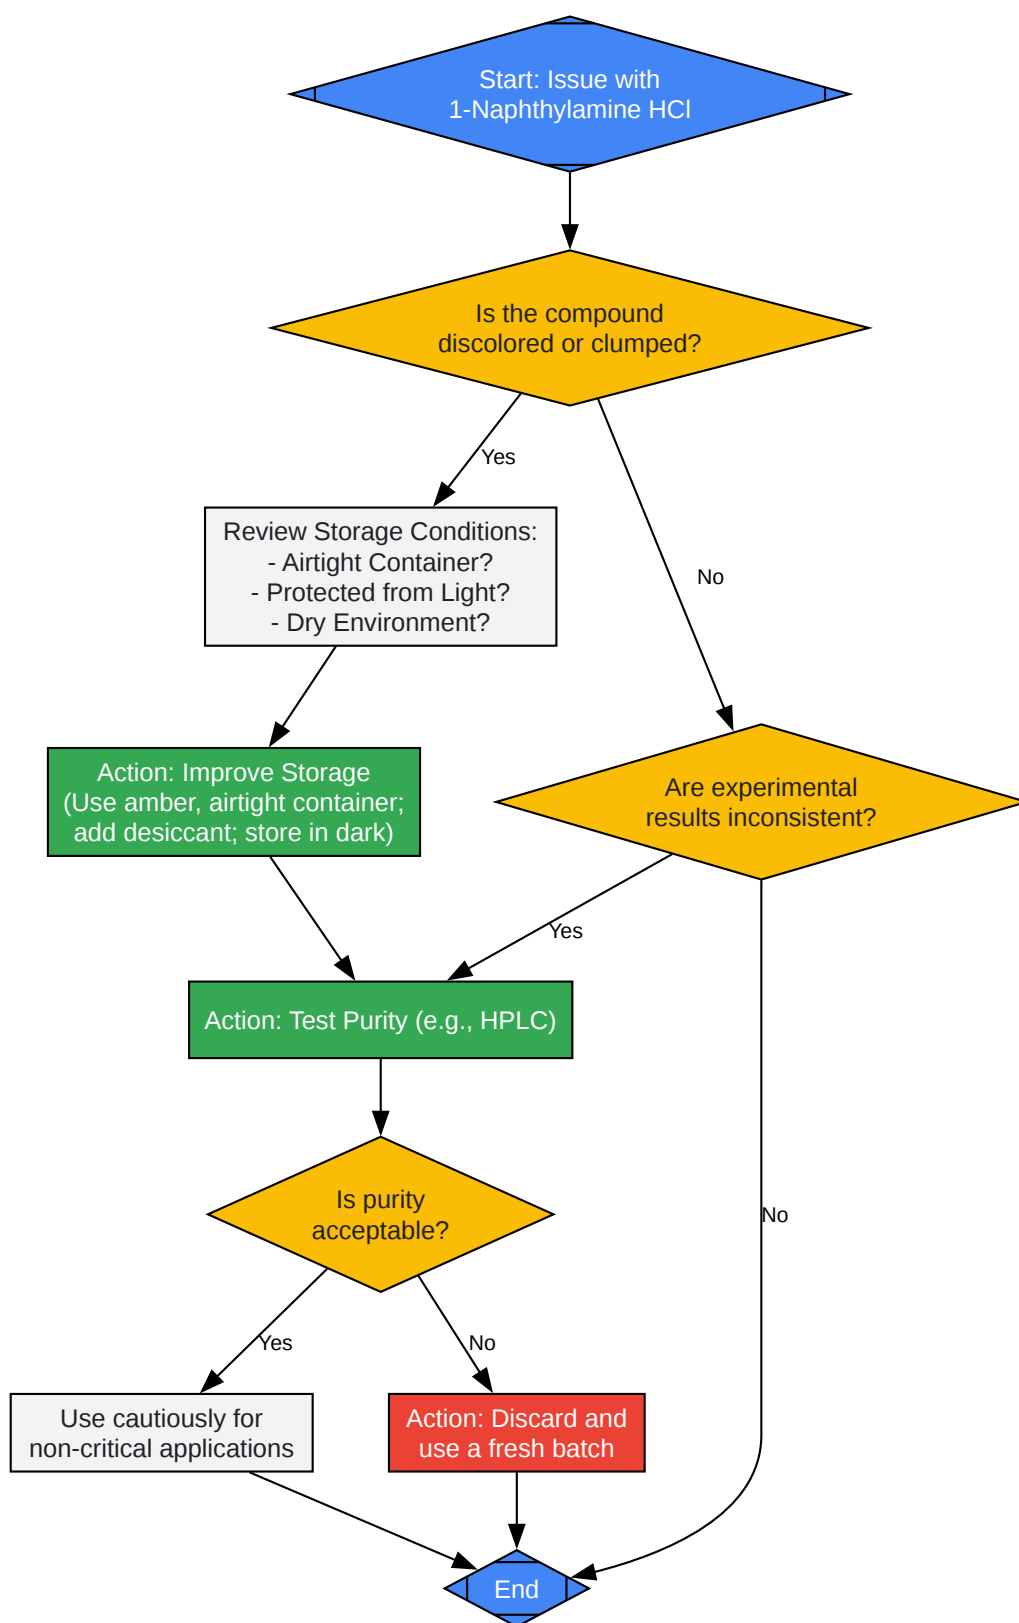 Start: Issue with
1-Naphthylamine HCl
Is the compound
discolored or clumped?
Yes
No
Review Storage Conditions:
- Airtight Container?
- Protected from Light?
- Dry Environment?
Action: Improve Storage
(Use amber, airtight container;
add desiccant; store in dark)
Are experimental
results inconsistent?
Yes
No
Action: Test Purity (e.g., HPLC)
Is purity
acceptable?
Yes
No
Use cautiously for
non-critical applications
Action: Discard and
use a fresh batch
End